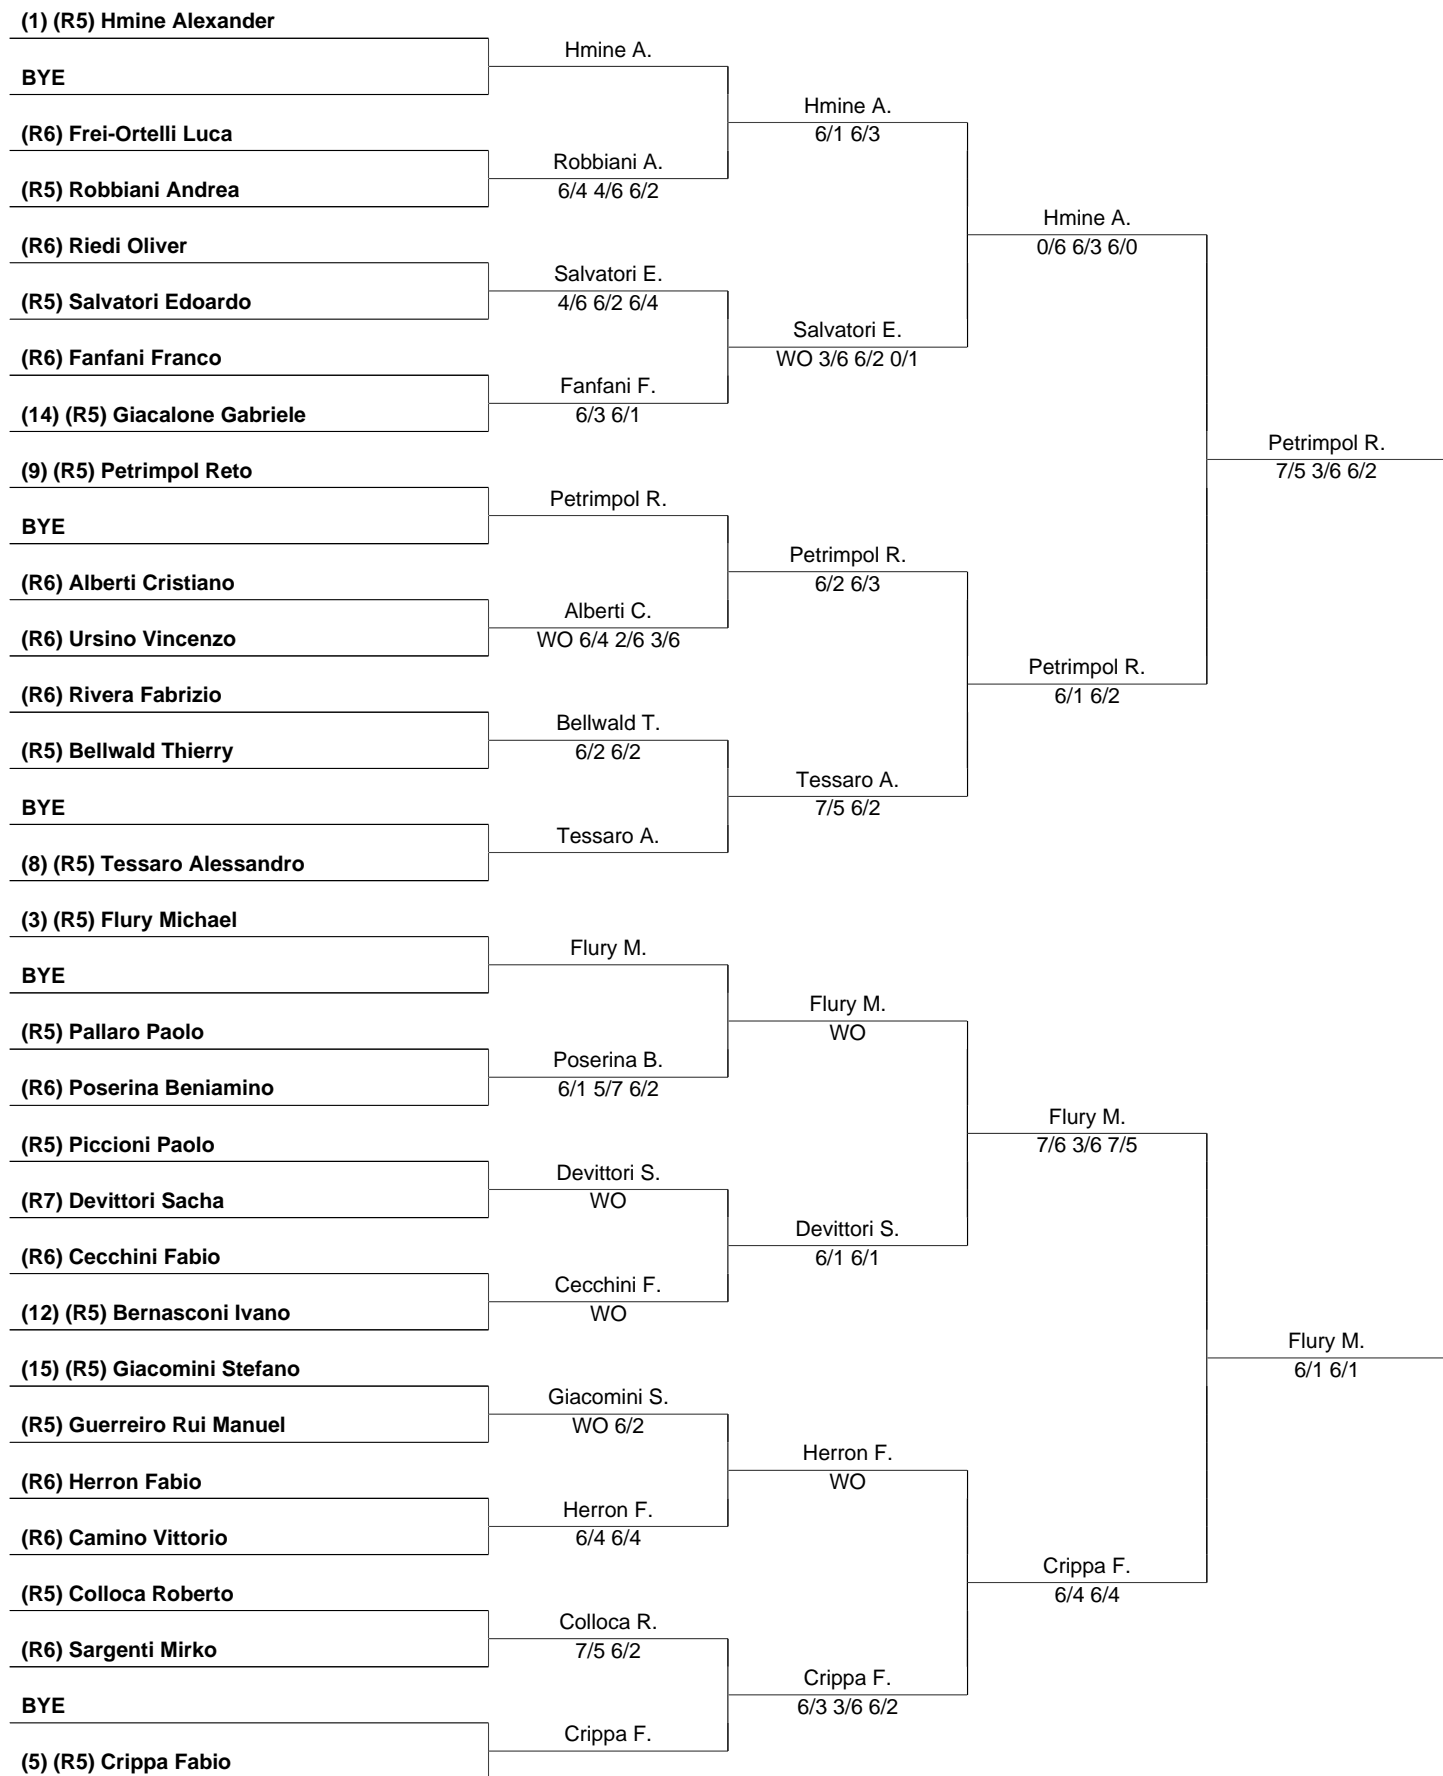 (1) (R5) Hmine Alexander
Hmine A.
BYE
Hmine A.
6/1 6/3
(R6) Frei-Ortelli Luca
Robbiani A.
6/4 4/6 6/2
(R5) Robbiani Andrea
Hmine A.
0/6 6/3 6/0
(R6) Riedi Oliver
Salvatori E.
4/6 6/2 6/4
(R5) Salvatori Edoardo
Salvatori E.
WO 3/6 6/2 0/1
(R6) Fanfani Franco
Fanfani F.
6/3 6/1
(14) (R5) Giacalone Gabriele
Petrimpol R.
7/5 3/6 6/2
(9) (R5) Petrimpol Reto
Petrimpol R.
BYE
Petrimpol R.
6/2 6/3
(R6) Alberti Cristiano
Alberti C.
WO 6/4 2/6 3/6
(R6) Ursino Vincenzo
Petrimpol R.
6/1 6/2
(R6) Rivera Fabrizio
Bellwald T.
6/2 6/2
(R5) Bellwald Thierry
Tessaro A.
7/5 6/2
BYE
Tessaro A.
(8) (R5) Tessaro Alessandro
(3) (R5) Flury Michael
Flury M.
BYE
Flury M.
WO
(R5) Pallaro Paolo
Poserina B.
6/1 5/7 6/2
(R6) Poserina Beniamino
Flury M.
7/6 3/6 7/5
(R5) Piccioni Paolo
Devittori S.
WO
(R7) Devittori Sacha
Devittori S.
6/1 6/1
(R6) Cecchini Fabio
Cecchini F.
WO
(12) (R5) Bernasconi Ivano
Flury M.
6/1 6/1
(15) (R5) Giacomini Stefano
Giacomini S.
WO 6/2
(R5) Guerreiro Rui Manuel
Herron F.
WO
(R6) Herron Fabio
Herron F.
6/4 6/4
(R6) Camino Vittorio
Crippa F.
6/4 6/4
(R5) Colloca Roberto
Colloca R.
7/5 6/2
(R6) Sargenti Mirko
Crippa F.
6/3 3/6 6/2
BYE
Crippa F.
(5) (R5) Crippa Fabio